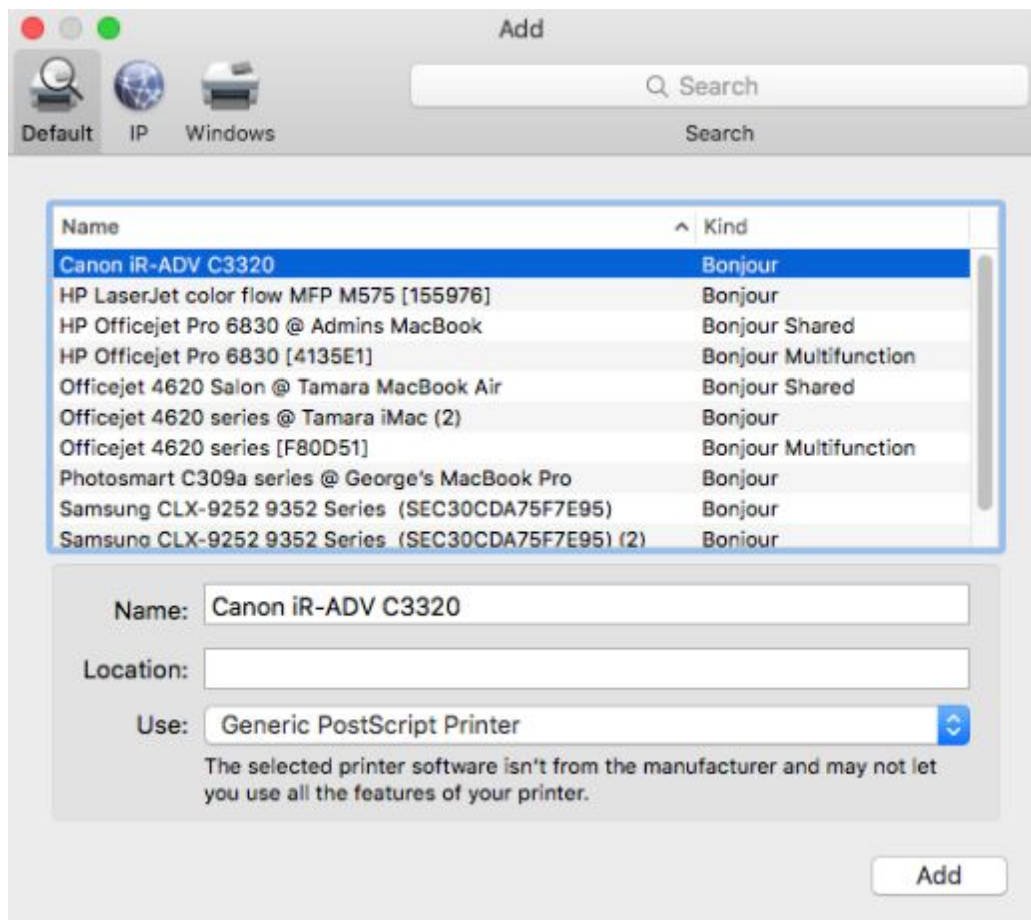 Add
Search
Default IP Windows Search
Name Kind
Canon iR-ADV C3320 Bonjour
HP LaserJet color flow MFP M575 [155976] Bonjour
HP Officejet Pro 6830 @ Admins MacBook Bonjour Shared
HP Officejet Pro 6830 [4135E1] Bonjour Multifunction
Officejet 4620 Salon @ Tamara MacBook Air Bonjour Shared
Officejet 4620 series @ Tamara iMac (2) Bonjour
Officejet 4620 series [F80D51] Bonjour Multifunction
Photosmart C309a series @ George's MacBook Pro Bonjour
Samsung CLX-9252 9352 Series (SEC30CDA75F7E95) Bonjour
Samsung CLX-9252 9352 Series (SEC30CDA75F7E95) (2) Bonjour
Name: Canon iR-ADV C3320
Location:
Use: Generic PostScript Printer
The selected printer software isn't from the manufacturer and may not let
you use all the features of your printer.
Add